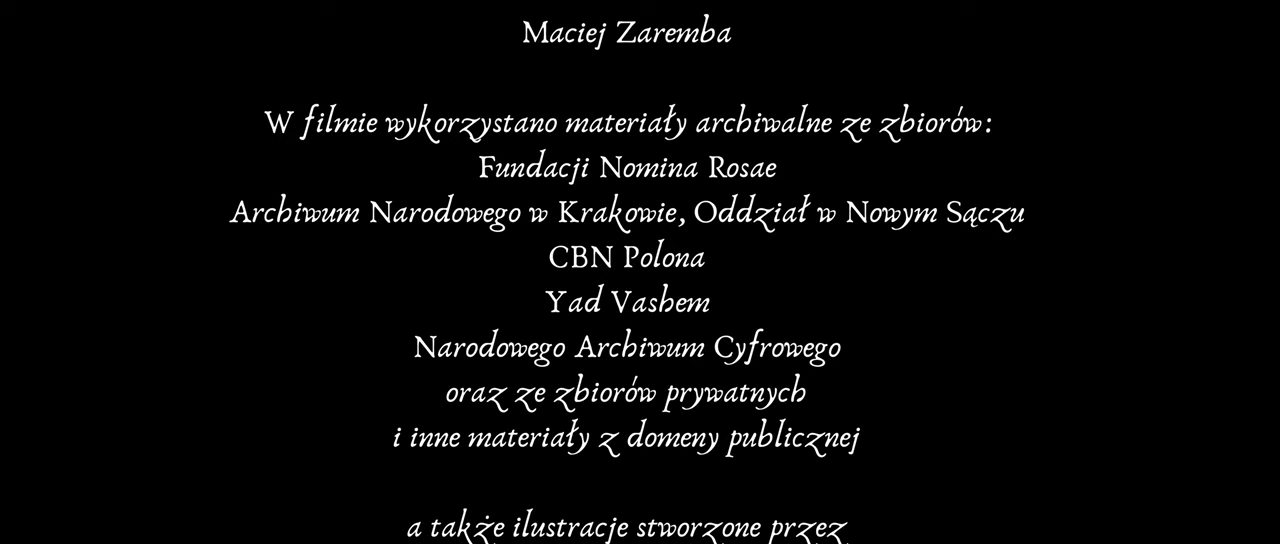 Maciej Zaremba
W filmie wykorzystano materiały archiwalne ze zbiorów:
Fundacji Nomina Rosae
Archiwum Narodowego w Krakowie, Oddział w Nowym Sączu
CBN Polona
Yad Vashem
Narodowego Archiwum Cyfrowego
oraz ze zbiorów prywatnych
i inne materiały z domeny publicznej
a także ilustracje stworzone przez